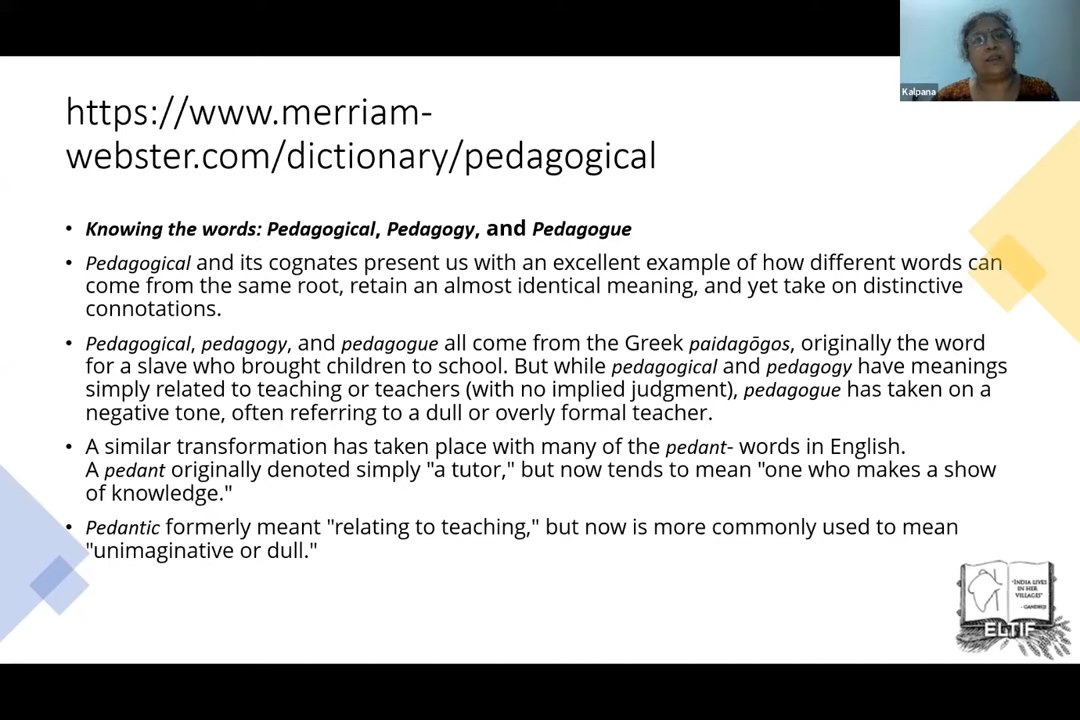 Kalpana
https://www.merriam-
webster.com/dictionary/pedagogical
• Knowing the words: Pedagogical, Pedagogy, and Pedagogue
• Pedagogical and its cognates present us with an excellent example of how different words can
come from the same root, retain an almost identical meaning, and yet take on distinctive
connotations.
• Pedagogical, pedagogy, and pedagogue all come from the Greek paidagōgos, originally the word
for a slave who brought children to school. But while pedagogical and pedagogy have meanings
simply related to teaching or teachers (with no implied judgment), pedagogue has taken on a
negative tone, often referring to a dull or overly formal teacher.
• A similar transformation has taken place with many of the pedant- words in English.
A pedant originally denoted simply "a tutor," but now tends to mean "one who makes a show
of knowledge."
• Pedantic formerly meant "relating to teaching," but now is more commonly used to mean
"unimaginative or dull."
"INDIA LIVES
IN HER
VILLAGES"
- GANDHIJI
ELTIF